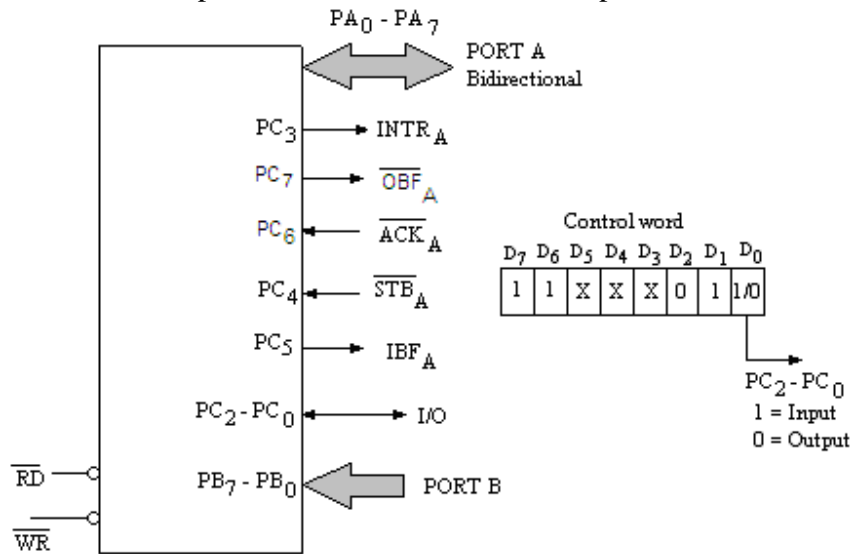 PA0 - PA7
PORT A
Bidirectional
PC3
INTRA
PC7
OBFA
PC6
ACKA
PC4
STBA
PC5
IBFA
PC2 - PC0
I/O
PB7 - PB0
PORT B
RD
WR
Control word
D7 D6 D5 D4 D3 D2 D1 D0
1 1 X X X 0 1 1/0
PC2 - PC0
1 = Input
0 = Output